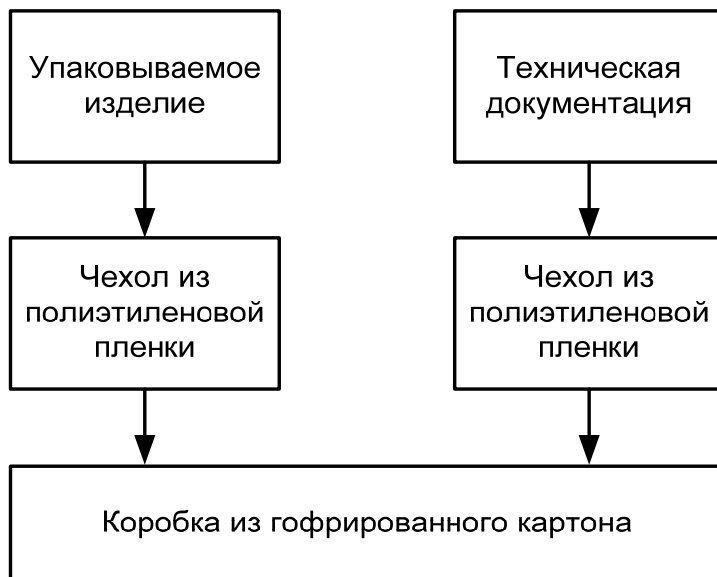 Упаковываемое
изделие
Техническая
документация
Чехол из
полиэтиленовой
пленки
Чехол из
полиэтиленовой
пленки
Коробка из гофрированного картона